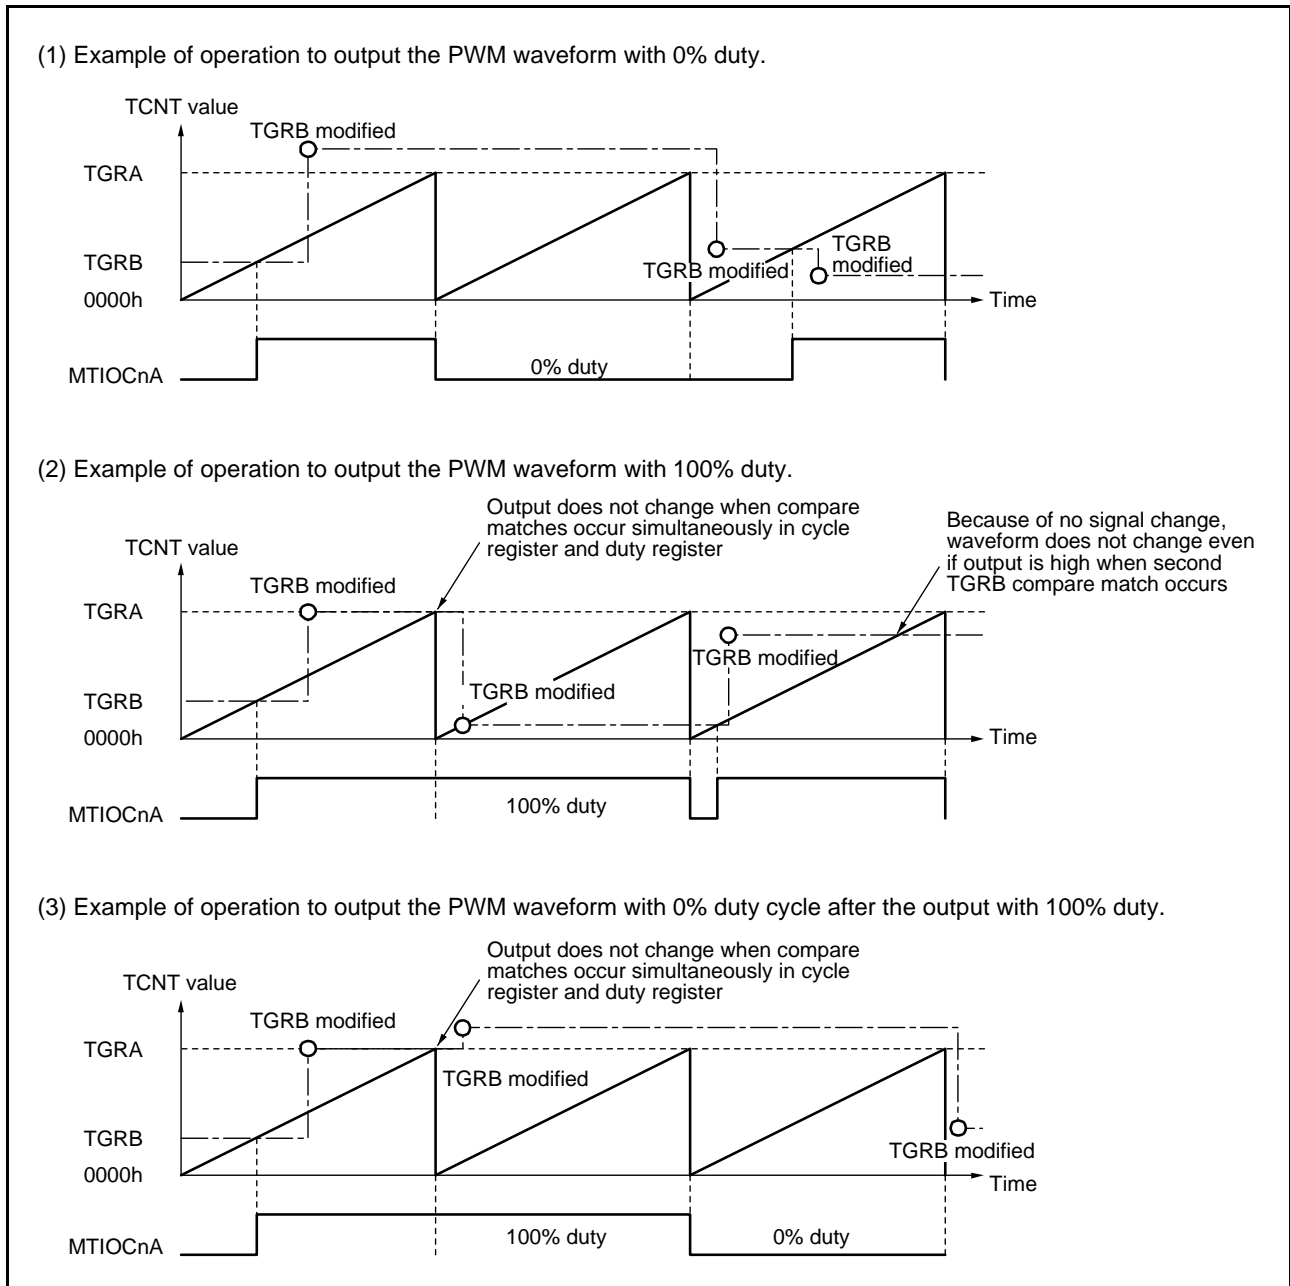 (1) Example of operation to output the PWM waveform with 0% duty.
TCNT value
TGRB modified
TGRA
TGRB
modified
TGRB modified
TGRB
0000h
Time
MTIOCnA
0% duty
(2) Example of operation to output the PWM waveform with 100% duty.
Output does not change when compare
matches occur simultaneously in cycle
register and duty register
Because of no signal change,
waveform does not change even
if output is high when second
TGRB compare match occurs
TCNT value
TGRB modified
TGRA
TGRB modified
TGRB modified
TGRB
0000h
Time
MTIOCnA
100% duty
(3) Example of operation to output the PWM waveform with 0% duty cycle after the output with 100% duty.
Output does not change when compare
matches occur simultaneously in cycle
register and duty register
TCNT value
TGRB modified
TGRA
TGRB modified
TGRB
TGRB modified
0000h
Time
MTIOCnA
100% duty
0% duty